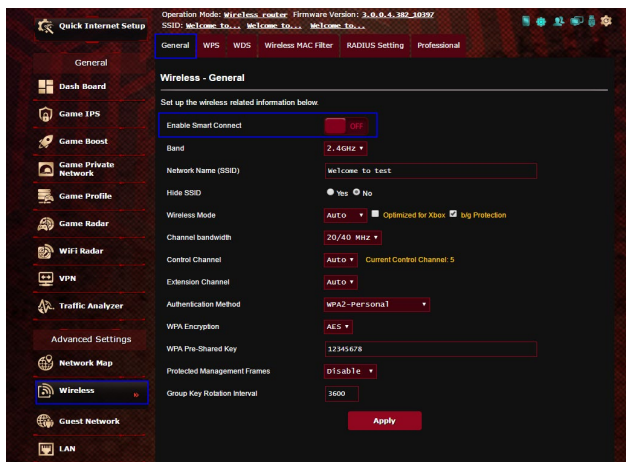 Quick Internet Setup
Operation Mode: Wireless router Firmware Version: 3.0.0.4.382_10397
SSID: Welcome to... Welcome to... Welcome to...
General WPS WDS Wireless MAC Filter RADIUS Setting Professional
General
Dash Board
Game IPS
Game Boost
Game Private
Network
Game Profile
Game Radar
WiFi Radar
VPN
Traffic Analyzer
Advanced Settings
Network Map
Wireless
Guest Network
LAN
Wireless - General
Set up the wireless related information below.
Enable Smart Connect OFF
Band 2.4GHz
Network Name (SSID) Welcome to test
Hide SSID Yes No
Wireless Mode Auto Optimized for Xbox b/g Protection
Channel bandwidth 20/40 MHz
Control Channel Auto Current Control Channel: 5
Extension Channel Auto
Authentication Method WPA2-Personal
WPA Encryption AES
WPA Pre-Shared Key 12345678
Protected Management Frames Disable
Group Key Rotation Interval 3600
Apply